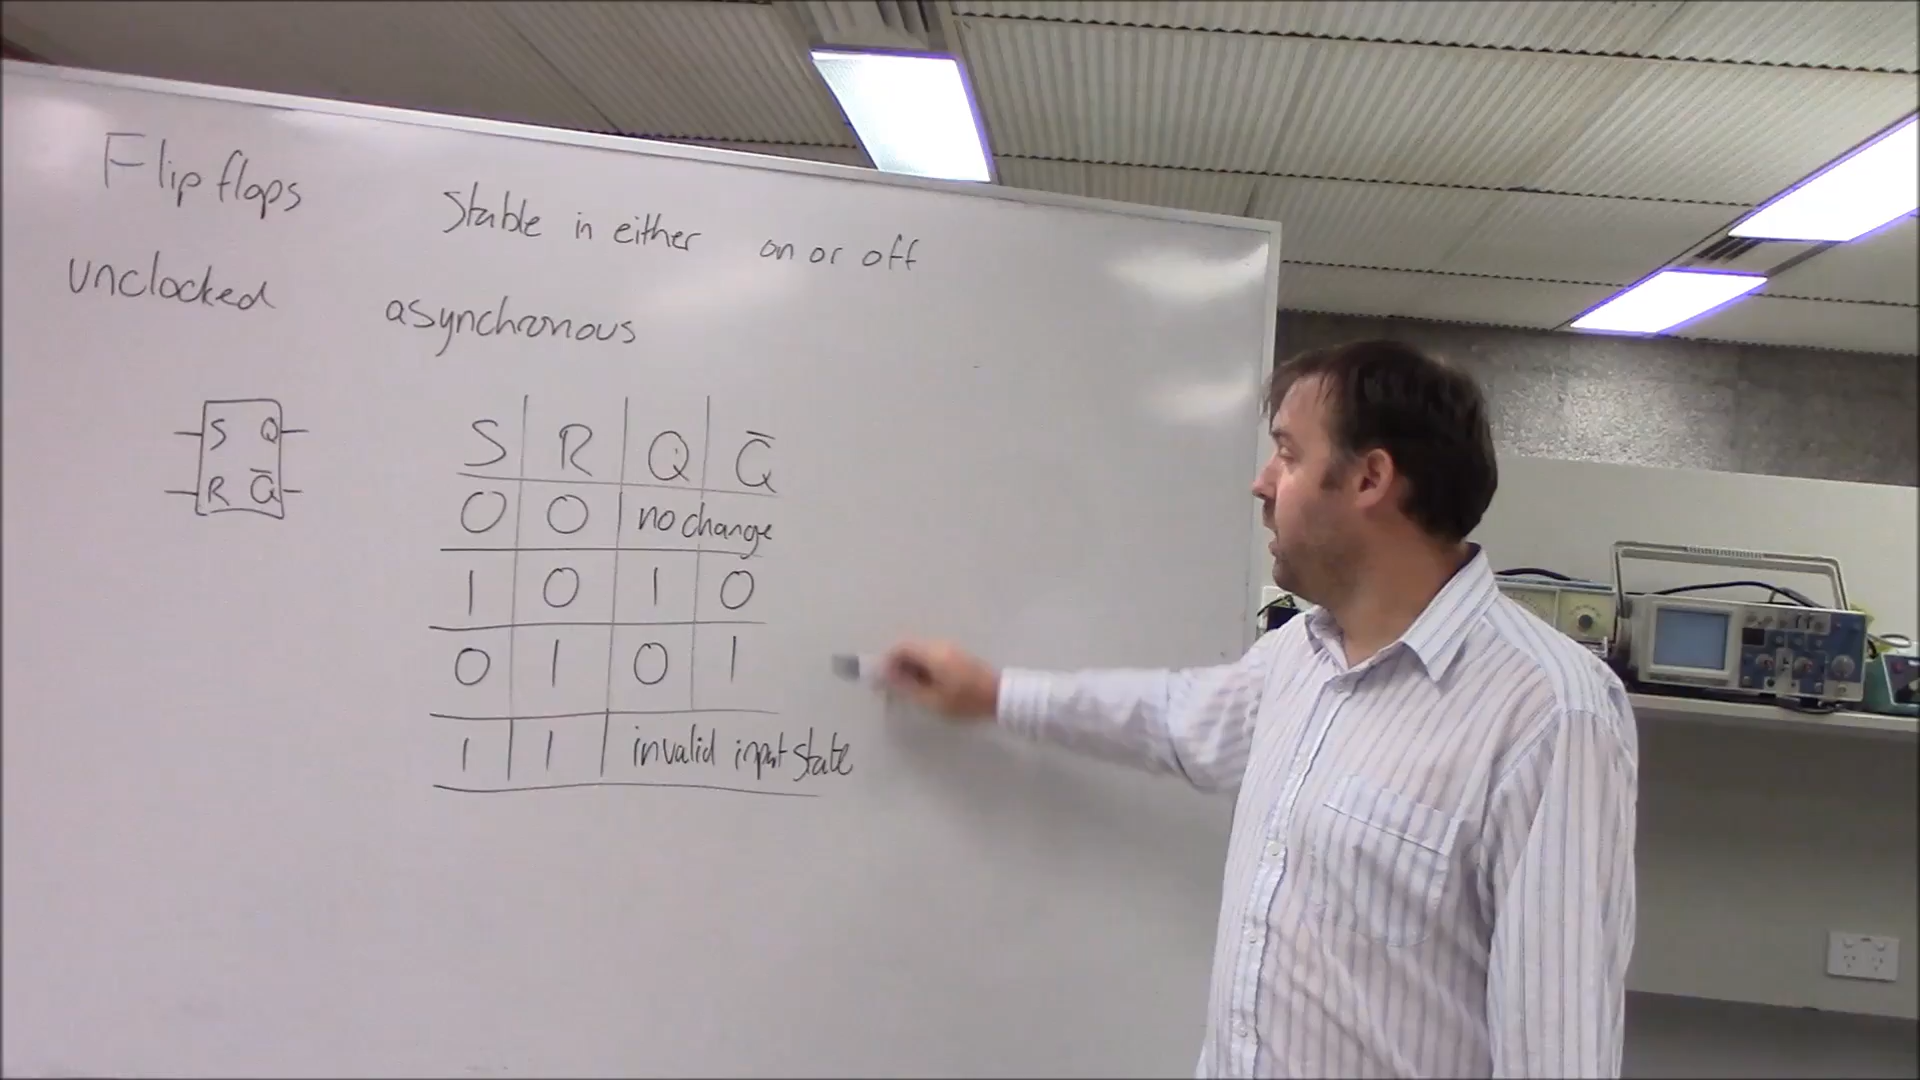 Flip flops
Stable in either on or off
unclocked
asynchronous
S Q
R Q̅
S R Q Q̅
0 0 no change
1 0 1 0
0 1 0 1
1 1 invalid input state